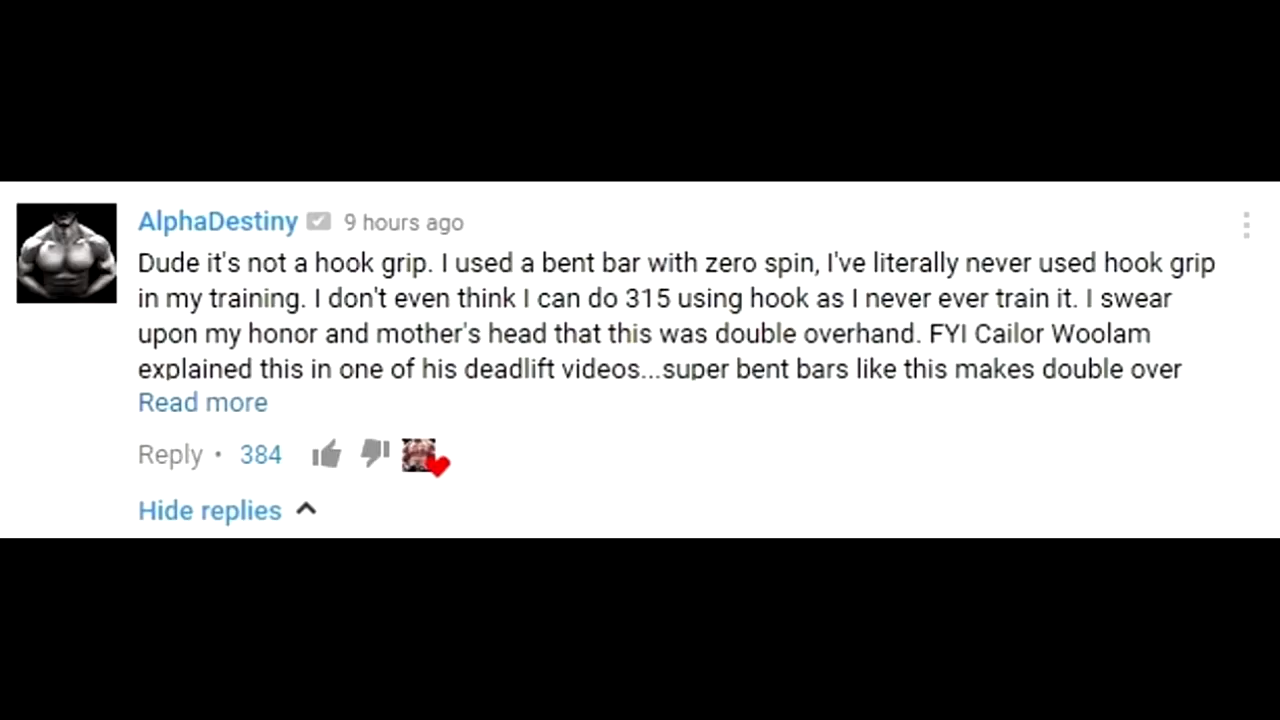 AlphaDestiny 9 hours ago
Dude it's not a hook grip. I used a bent bar with zero spin, I've literally never used hook grip
in my training. I don't even think I can do 315 using hook as I never ever train it. I swear
upon my honor and mother's head that this was double overhand. FYI Cailor Woolam
explained this in one of his deadlift videos...super bent bars like this makes double over
Read more
Reply • 384
Hide replies